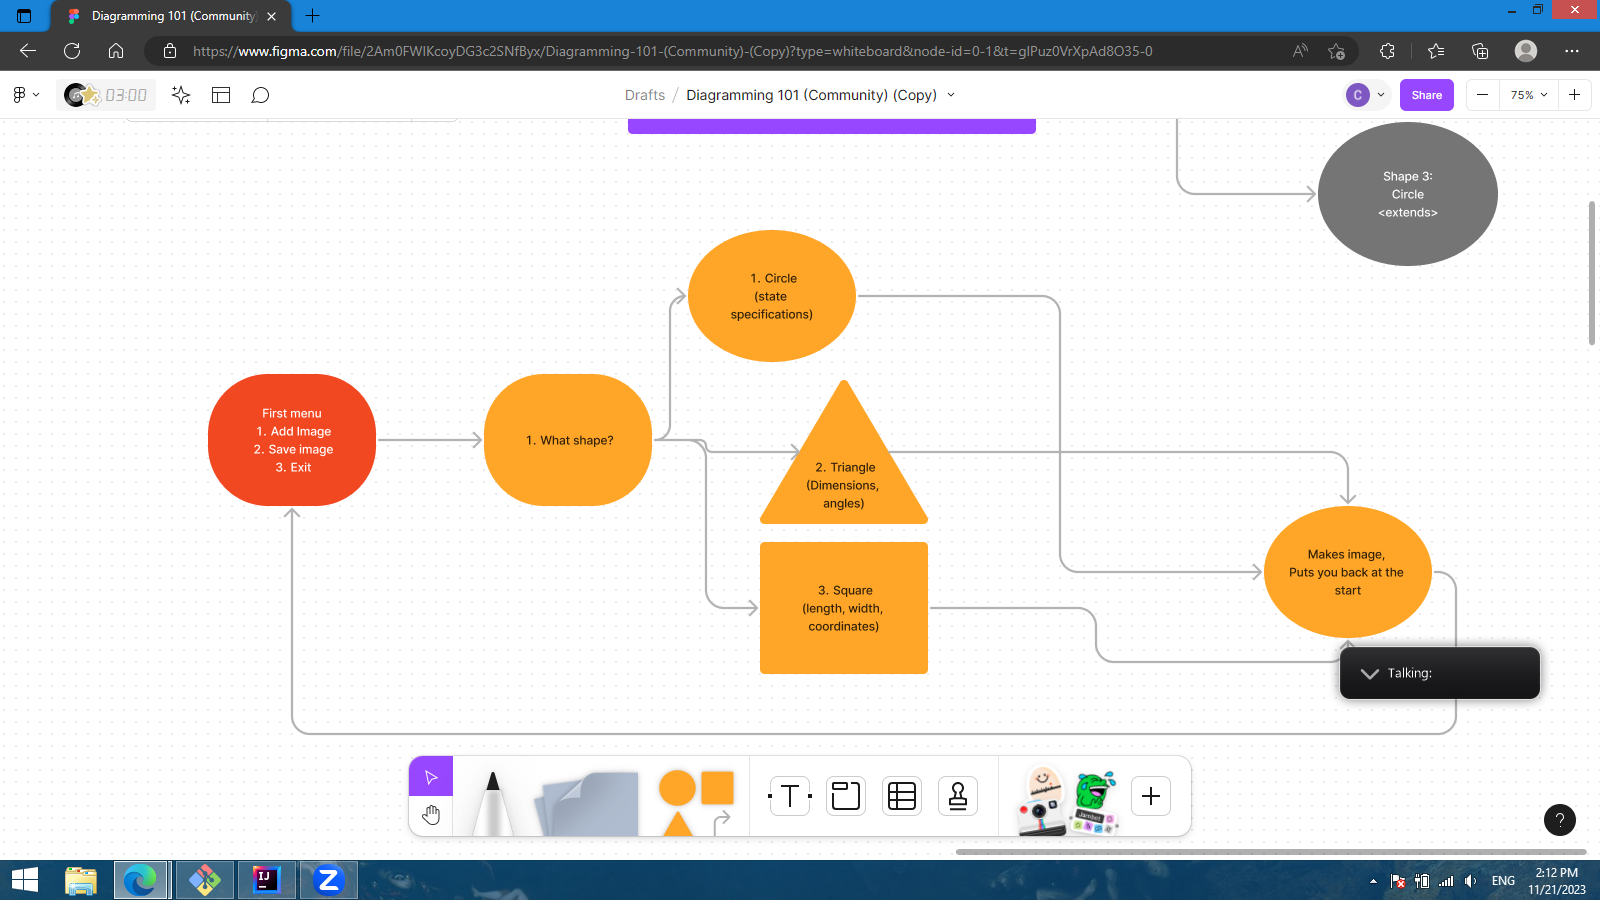 Diagramming 101 (Community)
https://www.figma.com/file/2Am0FWIKcoyDG3c2SNfByx/Diagramming-101-(Community)-(Copy)?type=whiteboard&node-id=0-1&t=gIPuz0VrXpAd8O35-0
03:00
Drafts / Diagramming 101 (Community) (Copy)
C
Share
75%
Shape 3:
Circle
<extends>
1. Circle
(state
specifications)
First menu
1. Add Image
2. Save image
3. Exit
1. What shape?
2. Triangle
(Dimensions,
angles)
3. Square
(length, width,
coordinates)
Makes image,
Puts you back at the
start
Talking:
T
Jambot
?
IJ
Z
ENG
2:12 PM
11/21/2023